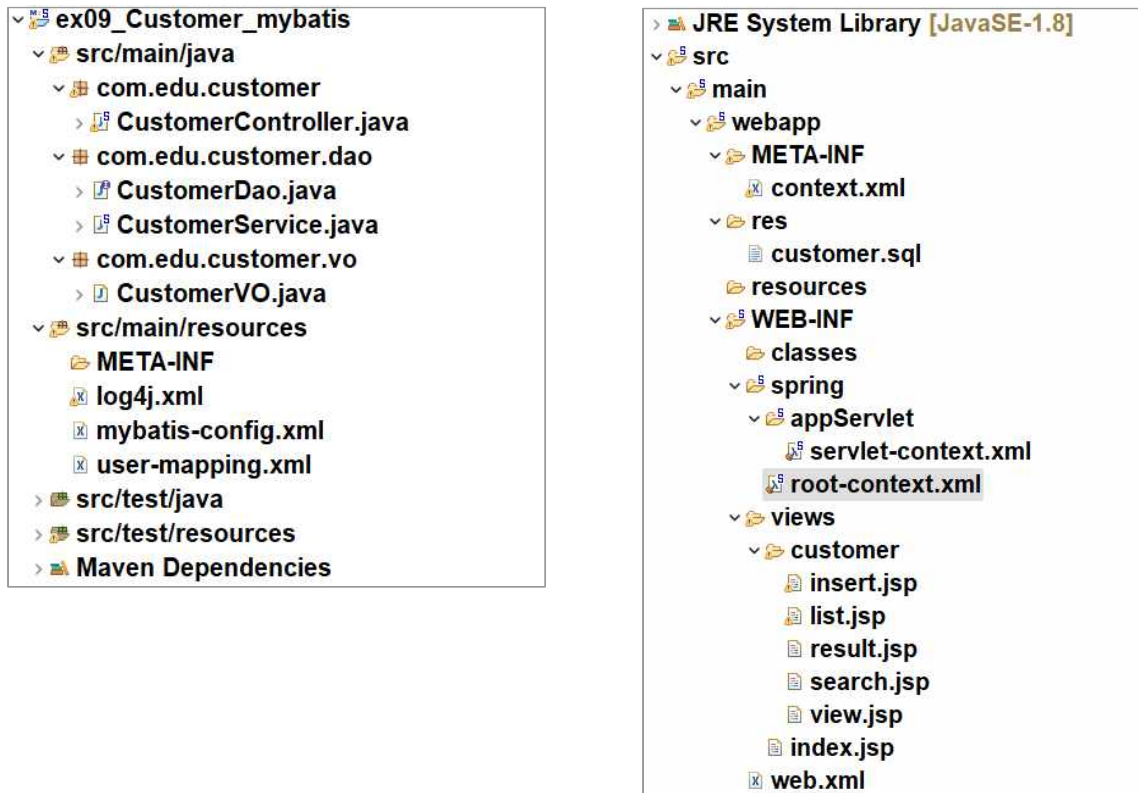 ex09_Customer_mybatis
src/main/java
com.edu.customer
CustomerController.java
com.edu.customer.dao
CustomerDao.java
CustomerService.java
com.edu.customer.vo
CustomerVO.java
src/main/resources
META-INF
log4j.xml
mybatis-config.xml
user-mapping.xml
src/test/java
src/test/resources
Maven Dependencies
JRE System Library [JavaSE-1.8]
src
main
webapp
META-INF
context.xml
res
customer.sql
resources
WEB-INF
classes
spring
appServlet
servlet-context.xml
root-context.xml
views
customer
insert.jsp
list.jsp
result.jsp
search.jsp
view.jsp
index.jsp
web.xml